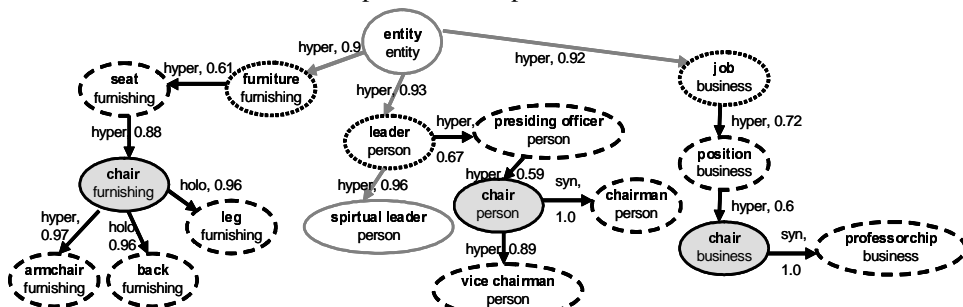 entity
entity
hyper, 0.9
hyper, 0.92
hyper, 0.61
furniture
furnishing
seat
furnishing
job
business
hyper, 0.93
hyper, 0.88
leader
person
hyper,
0.67
presiding officer
person
hyper, 0.72
position
business
chair
furnishing
holo, 0.96
hyper, 0.96
hyper, 0.59
chair
person
syn,
1.0
chairman
person
hyper, 0.6
leg
furnishing
spirtual leader
person
hyper,
0.97
holo
0.96
chair
business
syn,
1.0
professorchip
business
hyper, 0.89
armchair
furnishing
back
furnishing
vice chairman
person